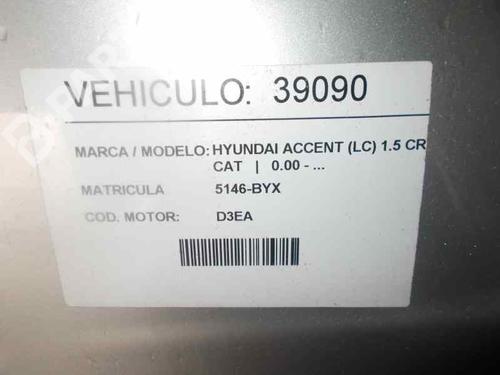 VEHICULO: 39090
MARCA / MODELO: HYUNDAI ACCENT (LC) 1.5 CR
CAT | 0.00 - ...
MATRICULA 5146-BYX
COD. MOTOR: D3EA